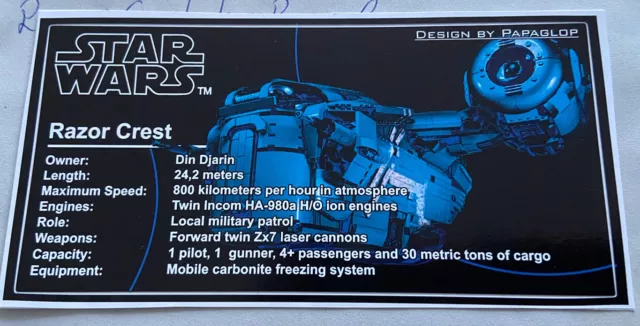 STAR
WARS™
DESIGN BY PAPAGLOP
Razor Crest
Owner: Din Djarin
Length: 24,2 meters
Maximum Speed: 800 kilometers per hour in atmosphere
Engines: Twin Incom HA-980a H/O ion engines
Role: Local military patrol
Weapons: Forward twin Zx7 laser cannons
Capacity: 1 pilot, 1 gunner, 4+ passengers and 30 metric tons of cargo
Equipment: Mobile carbonite freezing system